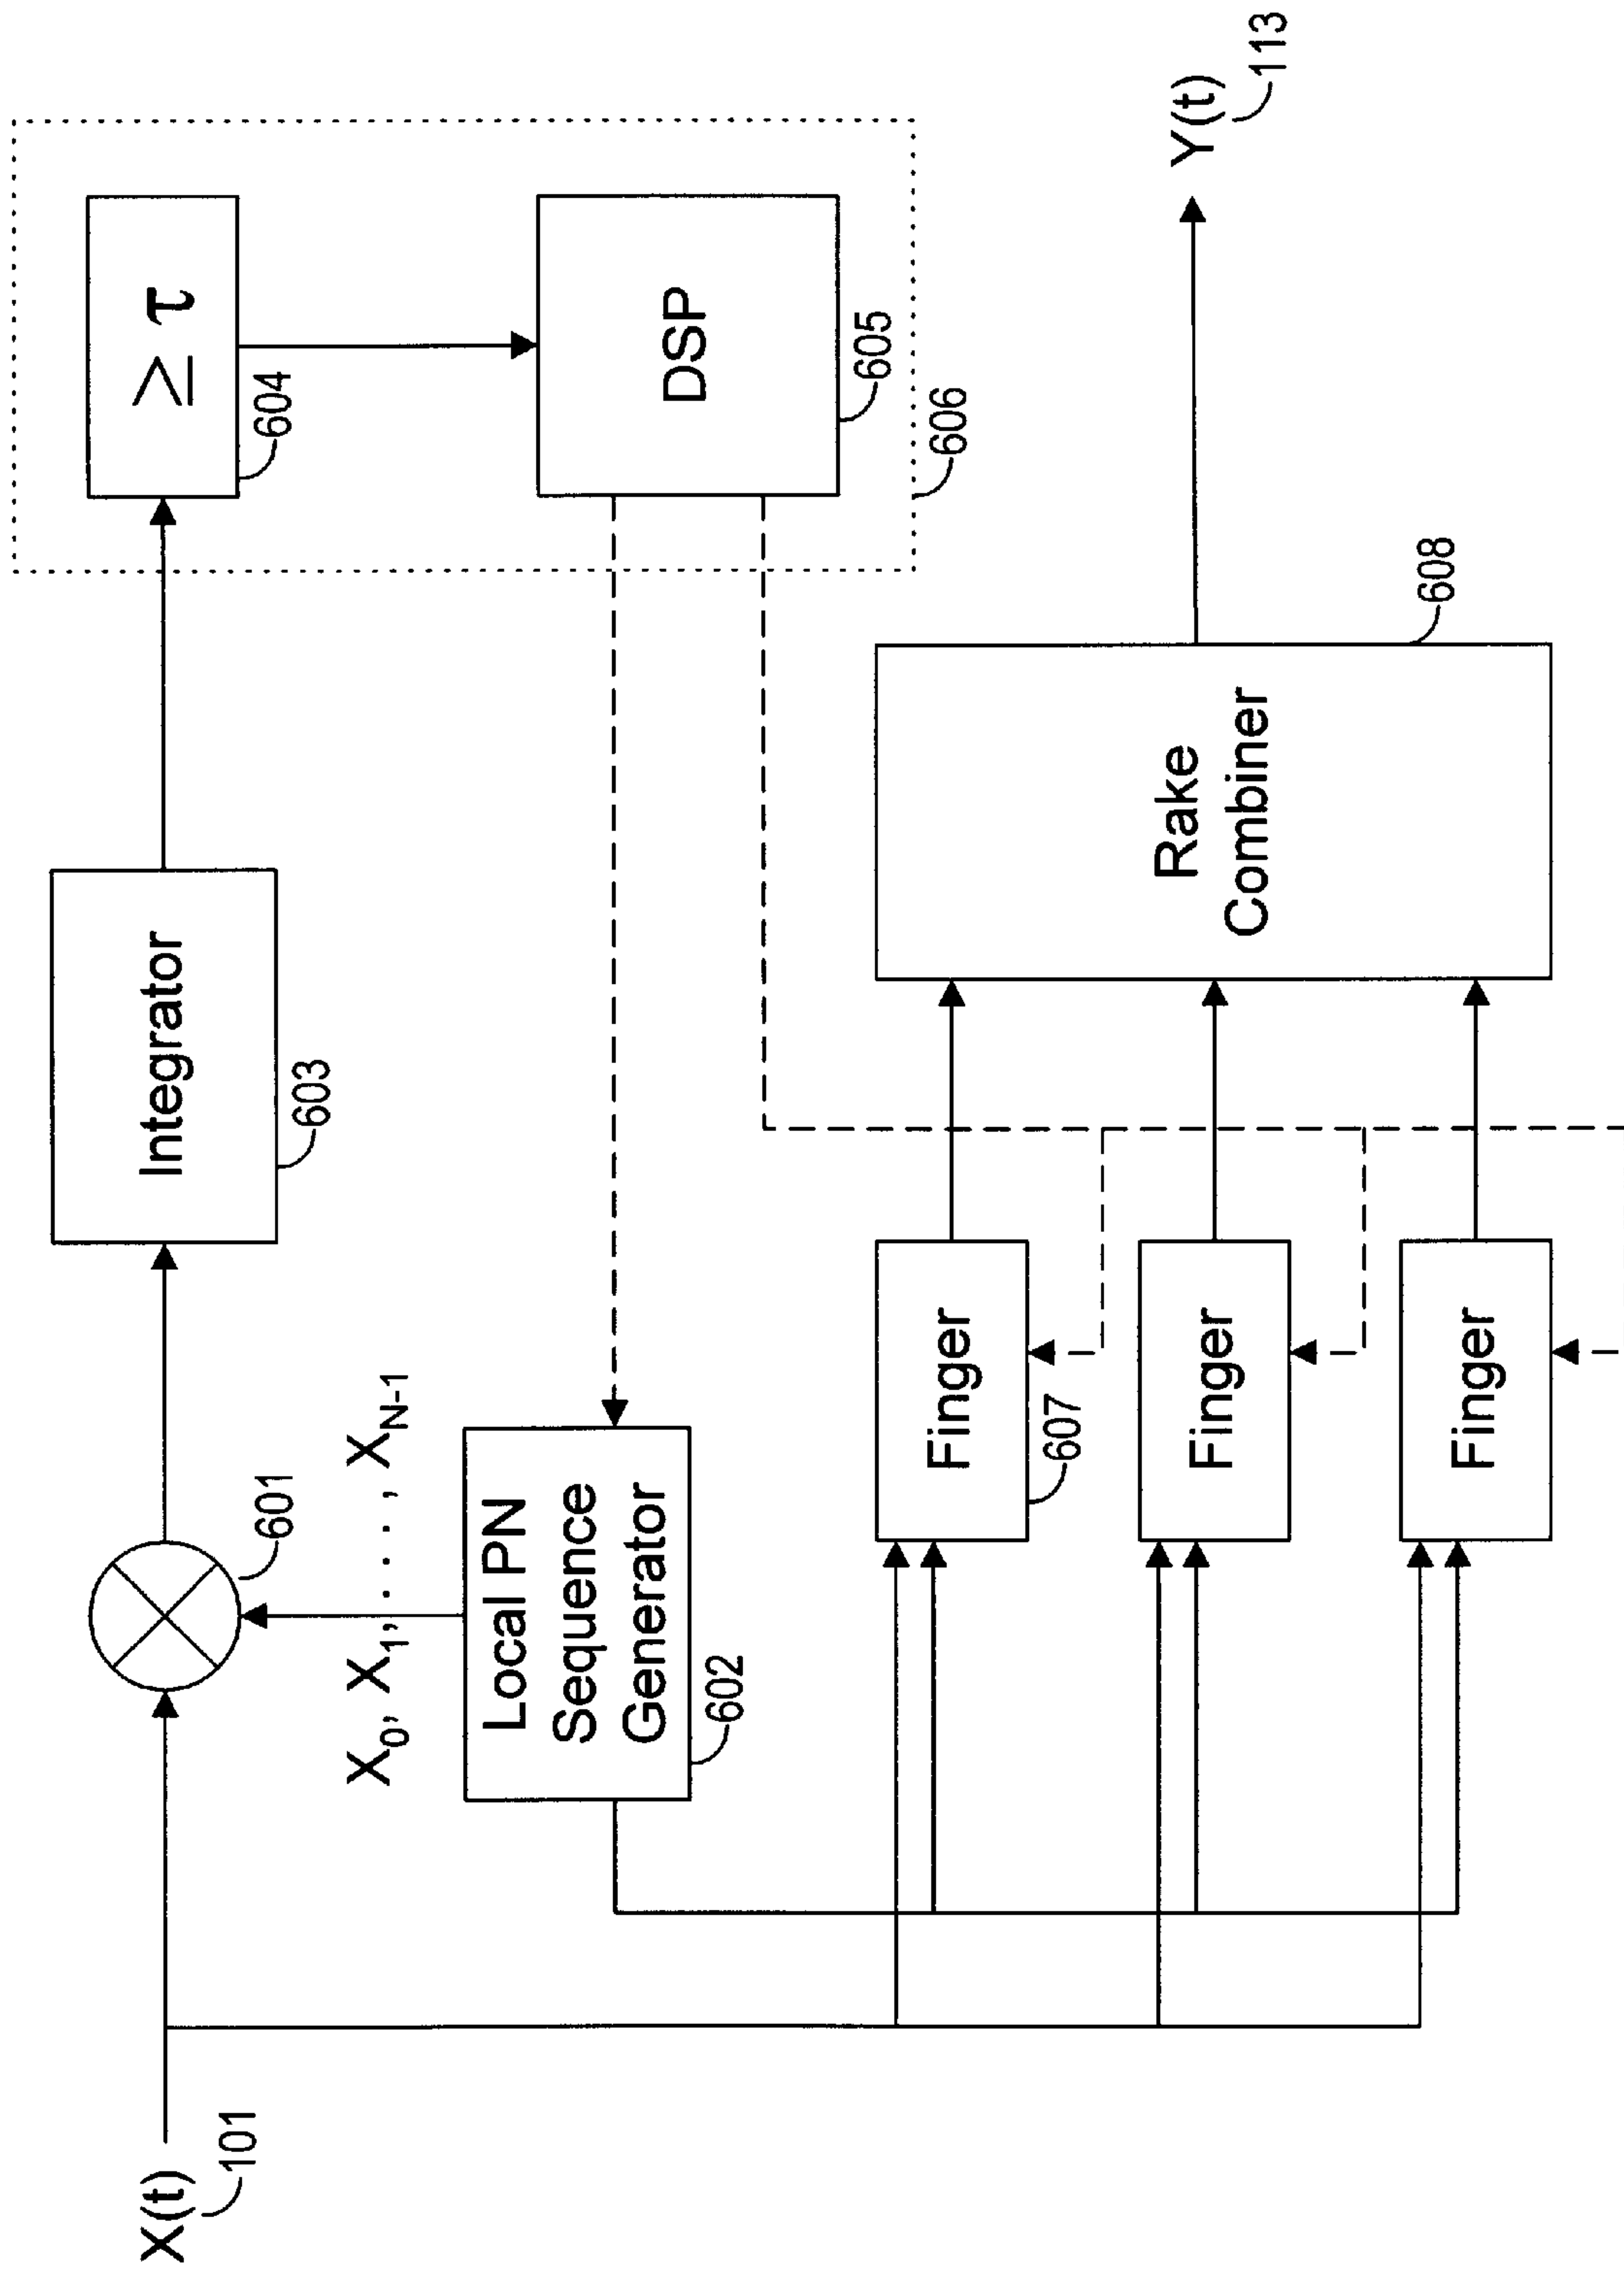 X(t)
101
601
X0, X1, . . . , XN-1
Local PN
Sequence
Generator
602
Integrator
603
≥ τ
604
DSP
605
606
Finger
607
Finger
Finger
Rake
Combiner
608
Y(t)
113